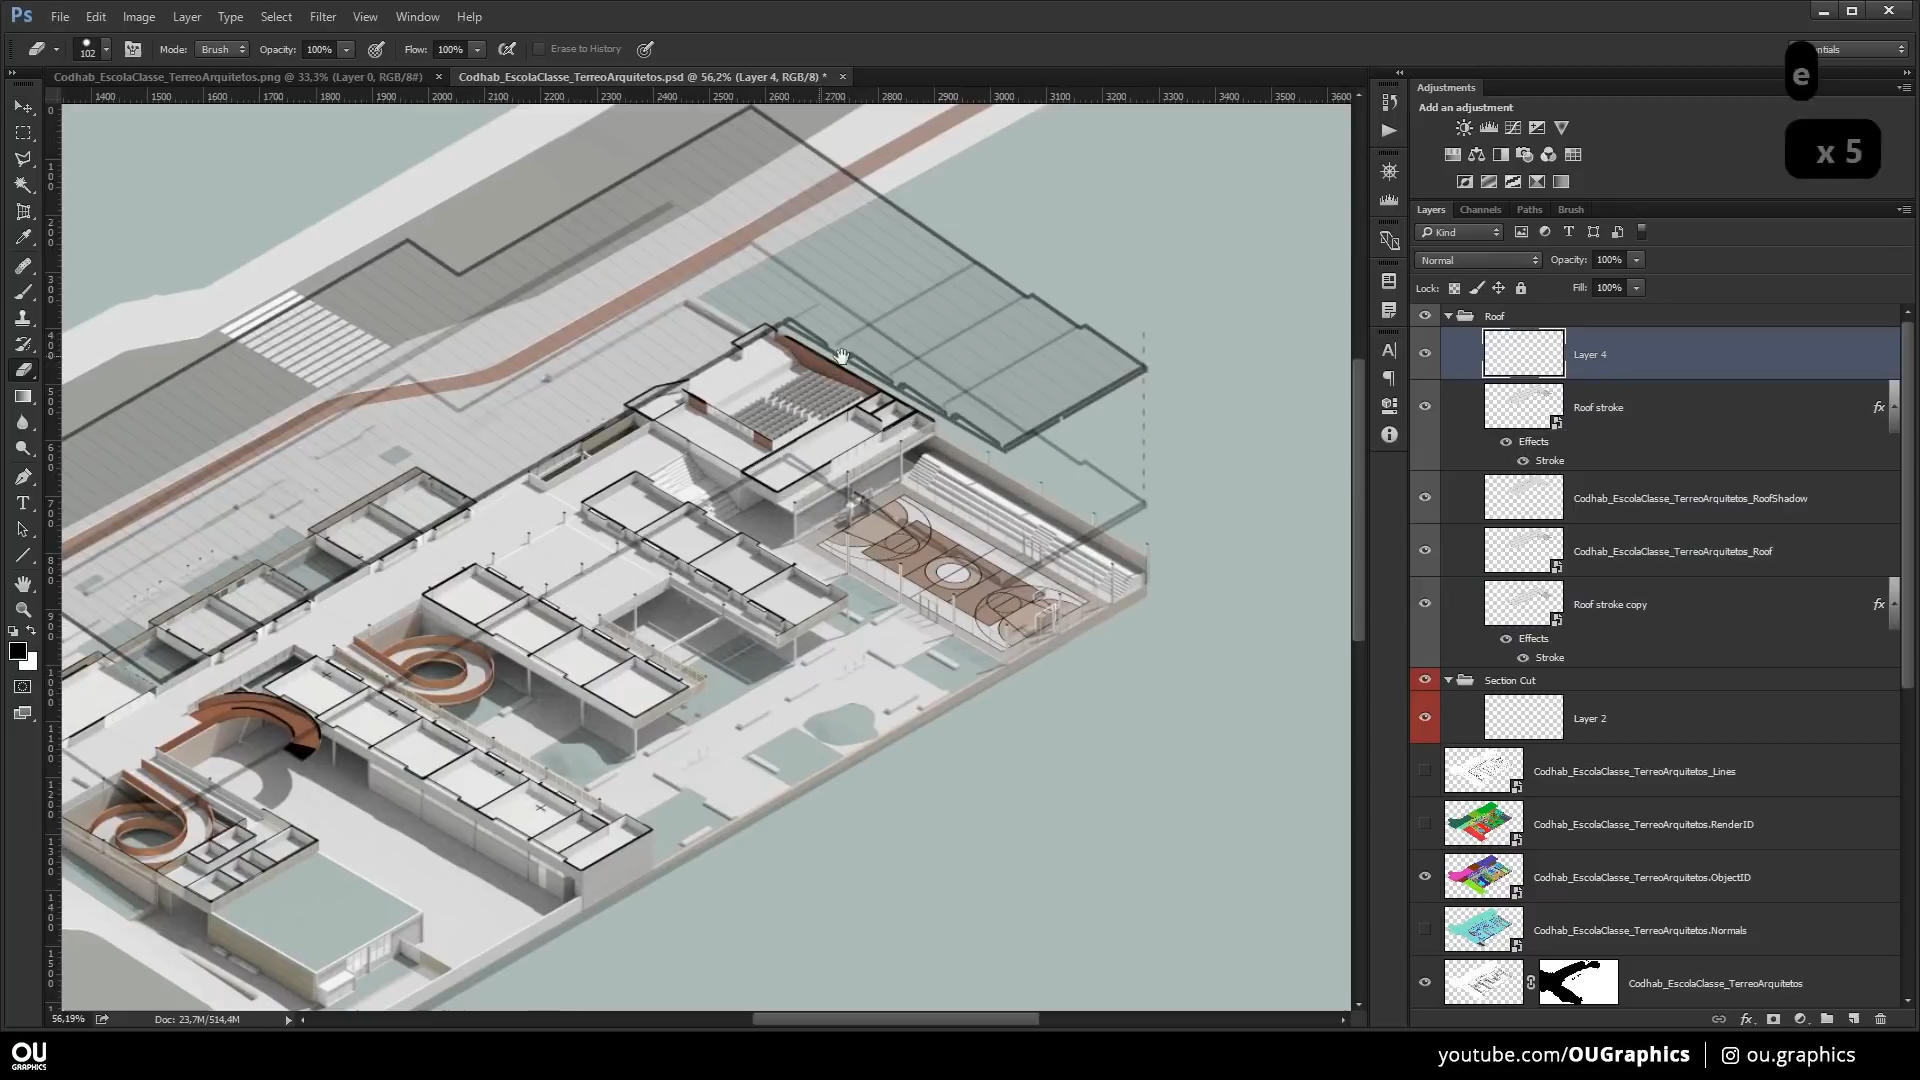 Ps File Edit Image Layer Type Select Filter View Window Help
102 Mode: Brush Opacity: 100% Flow: 100% Erase to History
Codhab_EscolaClasse_TerreoArquitetos.png @ 33,3% (Layer 0, RGB/8#) × Codhab_EscolaClasse_TerreoArquitetos.psd @ 56,2% (Layer 4, RGB/8) * ×
1400 1500 1600 1700 1800 1900 2000 2100 2200 2300 2400 2500 2600 2700 2800 2900 3000 3100 3200 3300 3400 3500 3600
e
x 5
Adjustments
Add an adjustment
Layers Channels Paths Brush
Kind
Normal Opacity: 100%
Lock: Fill: 100%
Roof
Layer 4
Roof stroke fx
Effects
Stroke
Codhab_EscolaClasse_TerreoArquitetos_RoofShadow
Codhab_EscolaClasse_TerreoArquitetos_Roof
Roof stroke copy fx
Effects
Stroke
Section Cut
Layer 2
Codhab_EscolaClasse_TerreoArquitetos_Lines
Codhab_EscolaClasse_TerreoArquitetos.RenderID
Codhab_EscolaClasse_TerreoArquitetos.ObjectID
Codhab_EscolaClasse_TerreoArquitetos.Normals
Codhab_EscolaClasse_TerreoArquitetos
56,19% Doc: 23,7M/514,4M
OU
GRAPHICS
youtube.com/OUGraphics ou.graphics